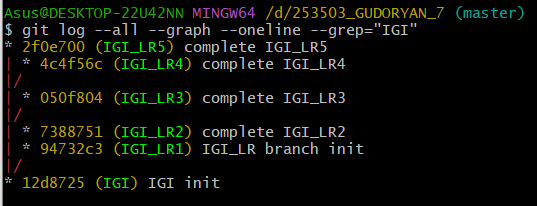 Asus@DESKTOP-22U42NN MINGW64 /d/253503_GUDORYAN_7 (master)
$ git log --all --graph --oneline --grep="IGI"
* 2f0e700 (IGI_LR5) complete IGI_LR5
| * 4c4f56c (IGI_LR4) complete IGI_LR4
|/
| * 050f804 (IGI_LR3) complete IGI_LR3
|/
| * 7388751 (IGI_LR2) complete IGI_LR2
| * 94732c3 (IGI_LR1) IGI_LR branch init
|/
* 12d8725 (IGI) IGI init